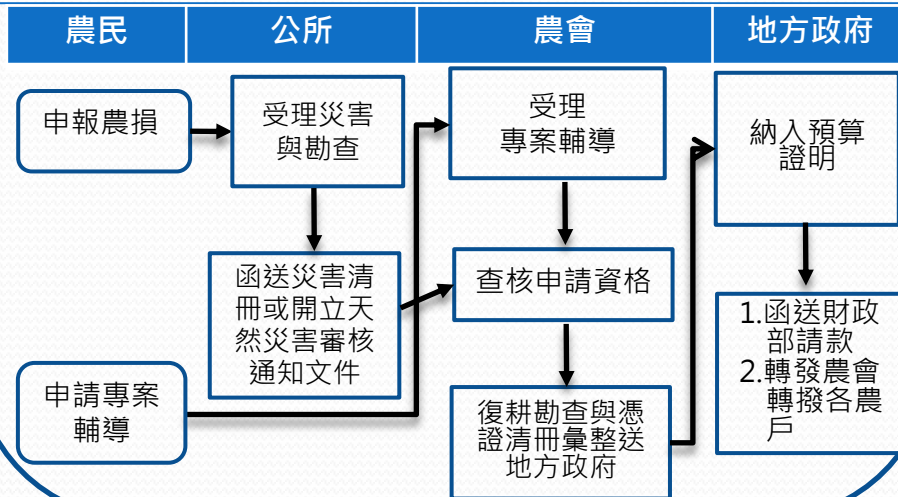 農民
公所
農會
地方政府
申報農損
受理災害
與勘查
受理
專案輔導
納入預算
證明
函送災害清
冊或開立天
然災害審核
通知文件
查核申請資格
1.函送財政
部請款
2.轉發農會
轉撥各農
戶
申請專案
輔導
復耕勘查與憑
證清冊彙整送
地方政府